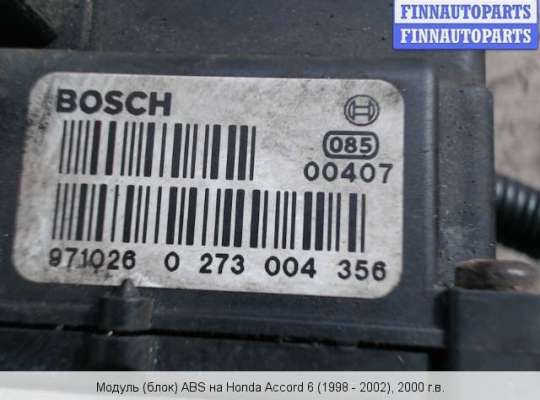 FINNAUTOPARTS
FINNAUTOPARTS
FINNAUTOPARTS
BOSCH
085
00407
971026 0 273 004 356
Модуль (блок) ABS на Honda Accord 6 (1998 - 2002), 2000 г.в.